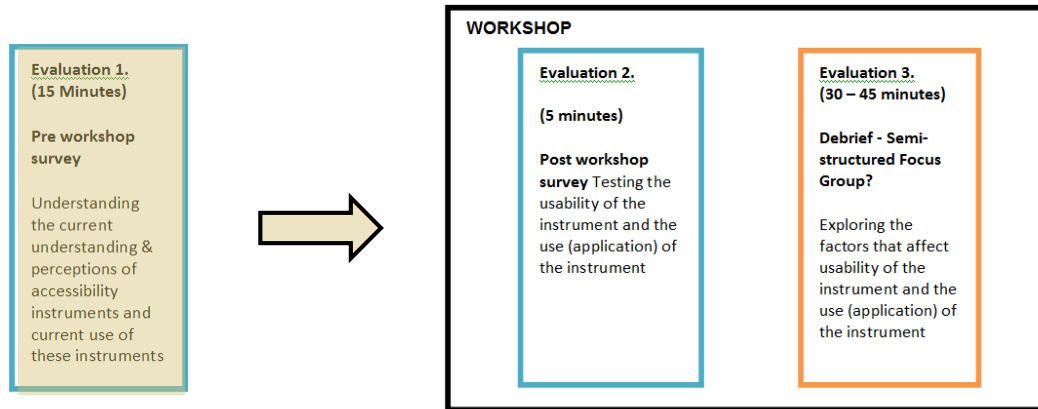 WORKSHOP
Evaluation 1.
(15 Minutes)
Pre workshop
survey
Understanding
the current
understanding &
perceptions of
accessibility
instruments and
current use of
these instruments
Evaluation 2.
(5 minutes)
Post workshop
survey Testing the
usability of the
instrument and the
use (application) of
the instrument
Evaluation 3.
(30 – 45 minutes)
Debrief - Semi-
structured Focus
Group?
Exploring the
factors that affect
usability of the
instrument and the
use (application) of
the instrument